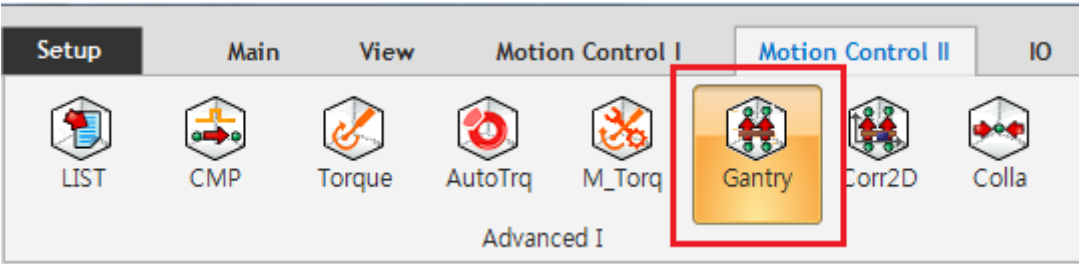 Setup Main View Motion Control I Motion Control II IO
LIST CMP Torque AutoTrq M_Torq Gantry Corr2D Colla
Advanced I